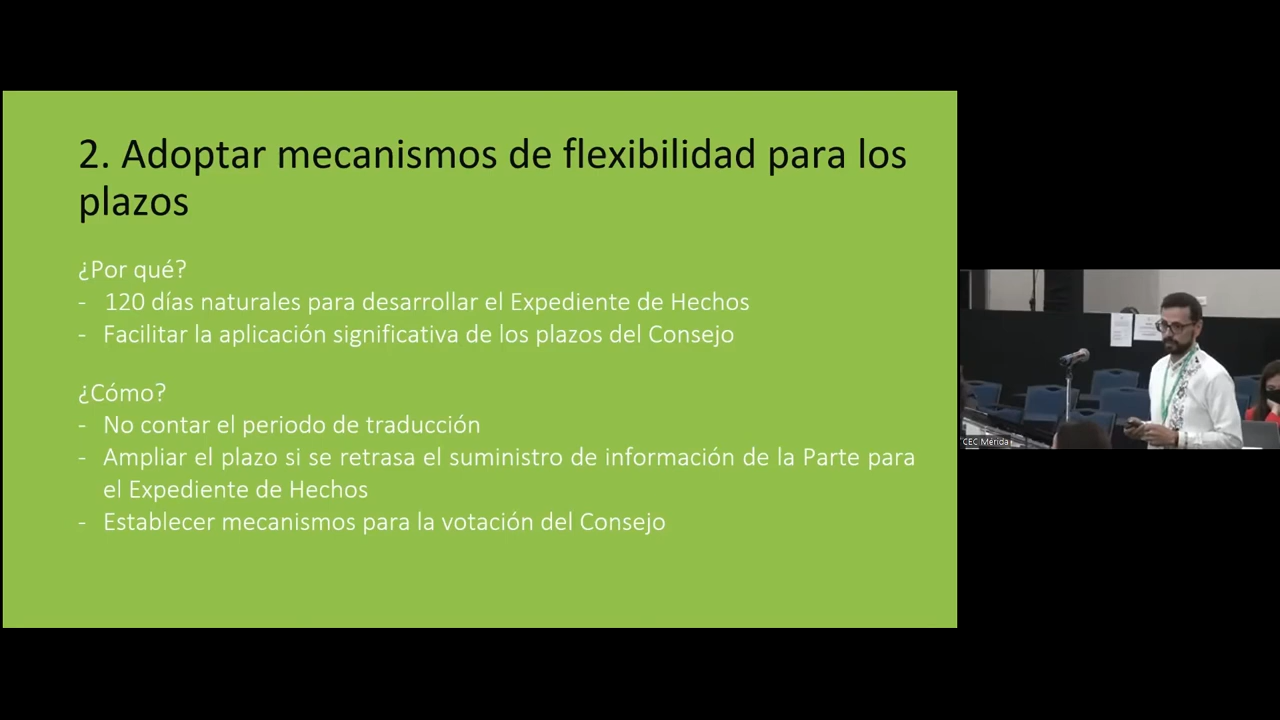 2. Adoptar mecanismos de flexibilidad para los
plazos
¿Por qué?
- 120 días naturales para desarrollar el Expediente de Hechos
- Facilitar la aplicación significativa de los plazos del Consejo
¿Cómo?
- No contar el periodo de traducción
- Ampliar el plazo si se retrasa el suministro de información de la Parte para
el Expediente de Hechos
- Establecer mecanismos para la votación del Consejo
CEC Merida